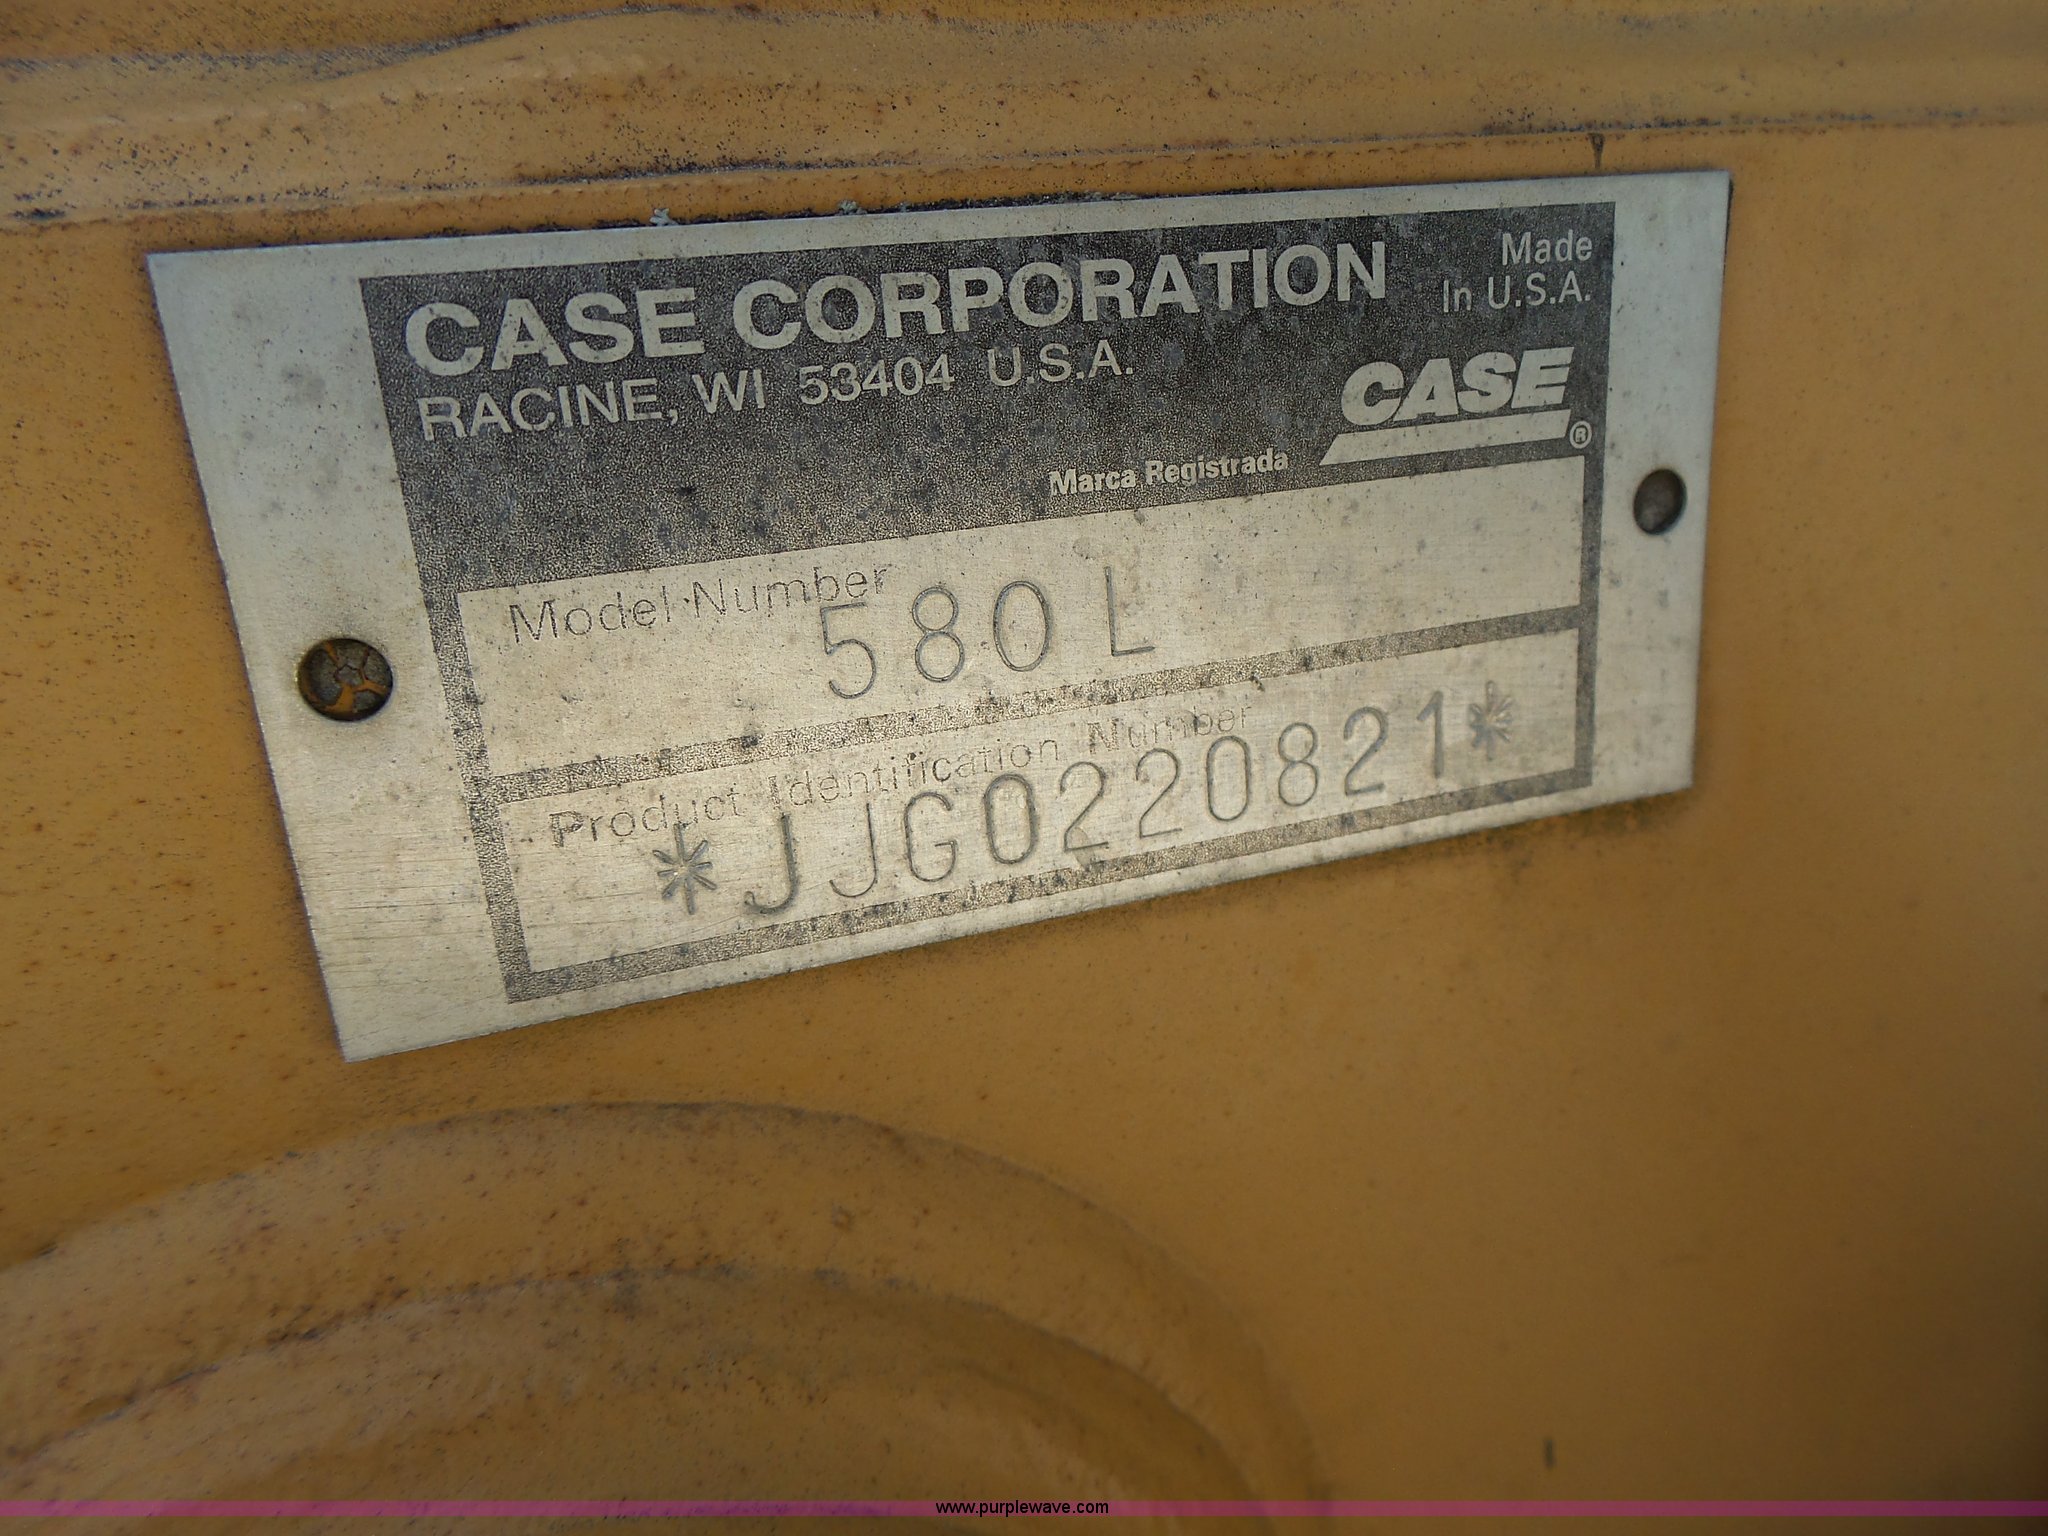 CASE CORPORATION
RACINE, WI 53404 U.S.A.
Made
In U.S.A.
CASE®
Marca Registrada
Model Number
580 L
Product Identification Number
*JJG0220821*
www.purplewave.com